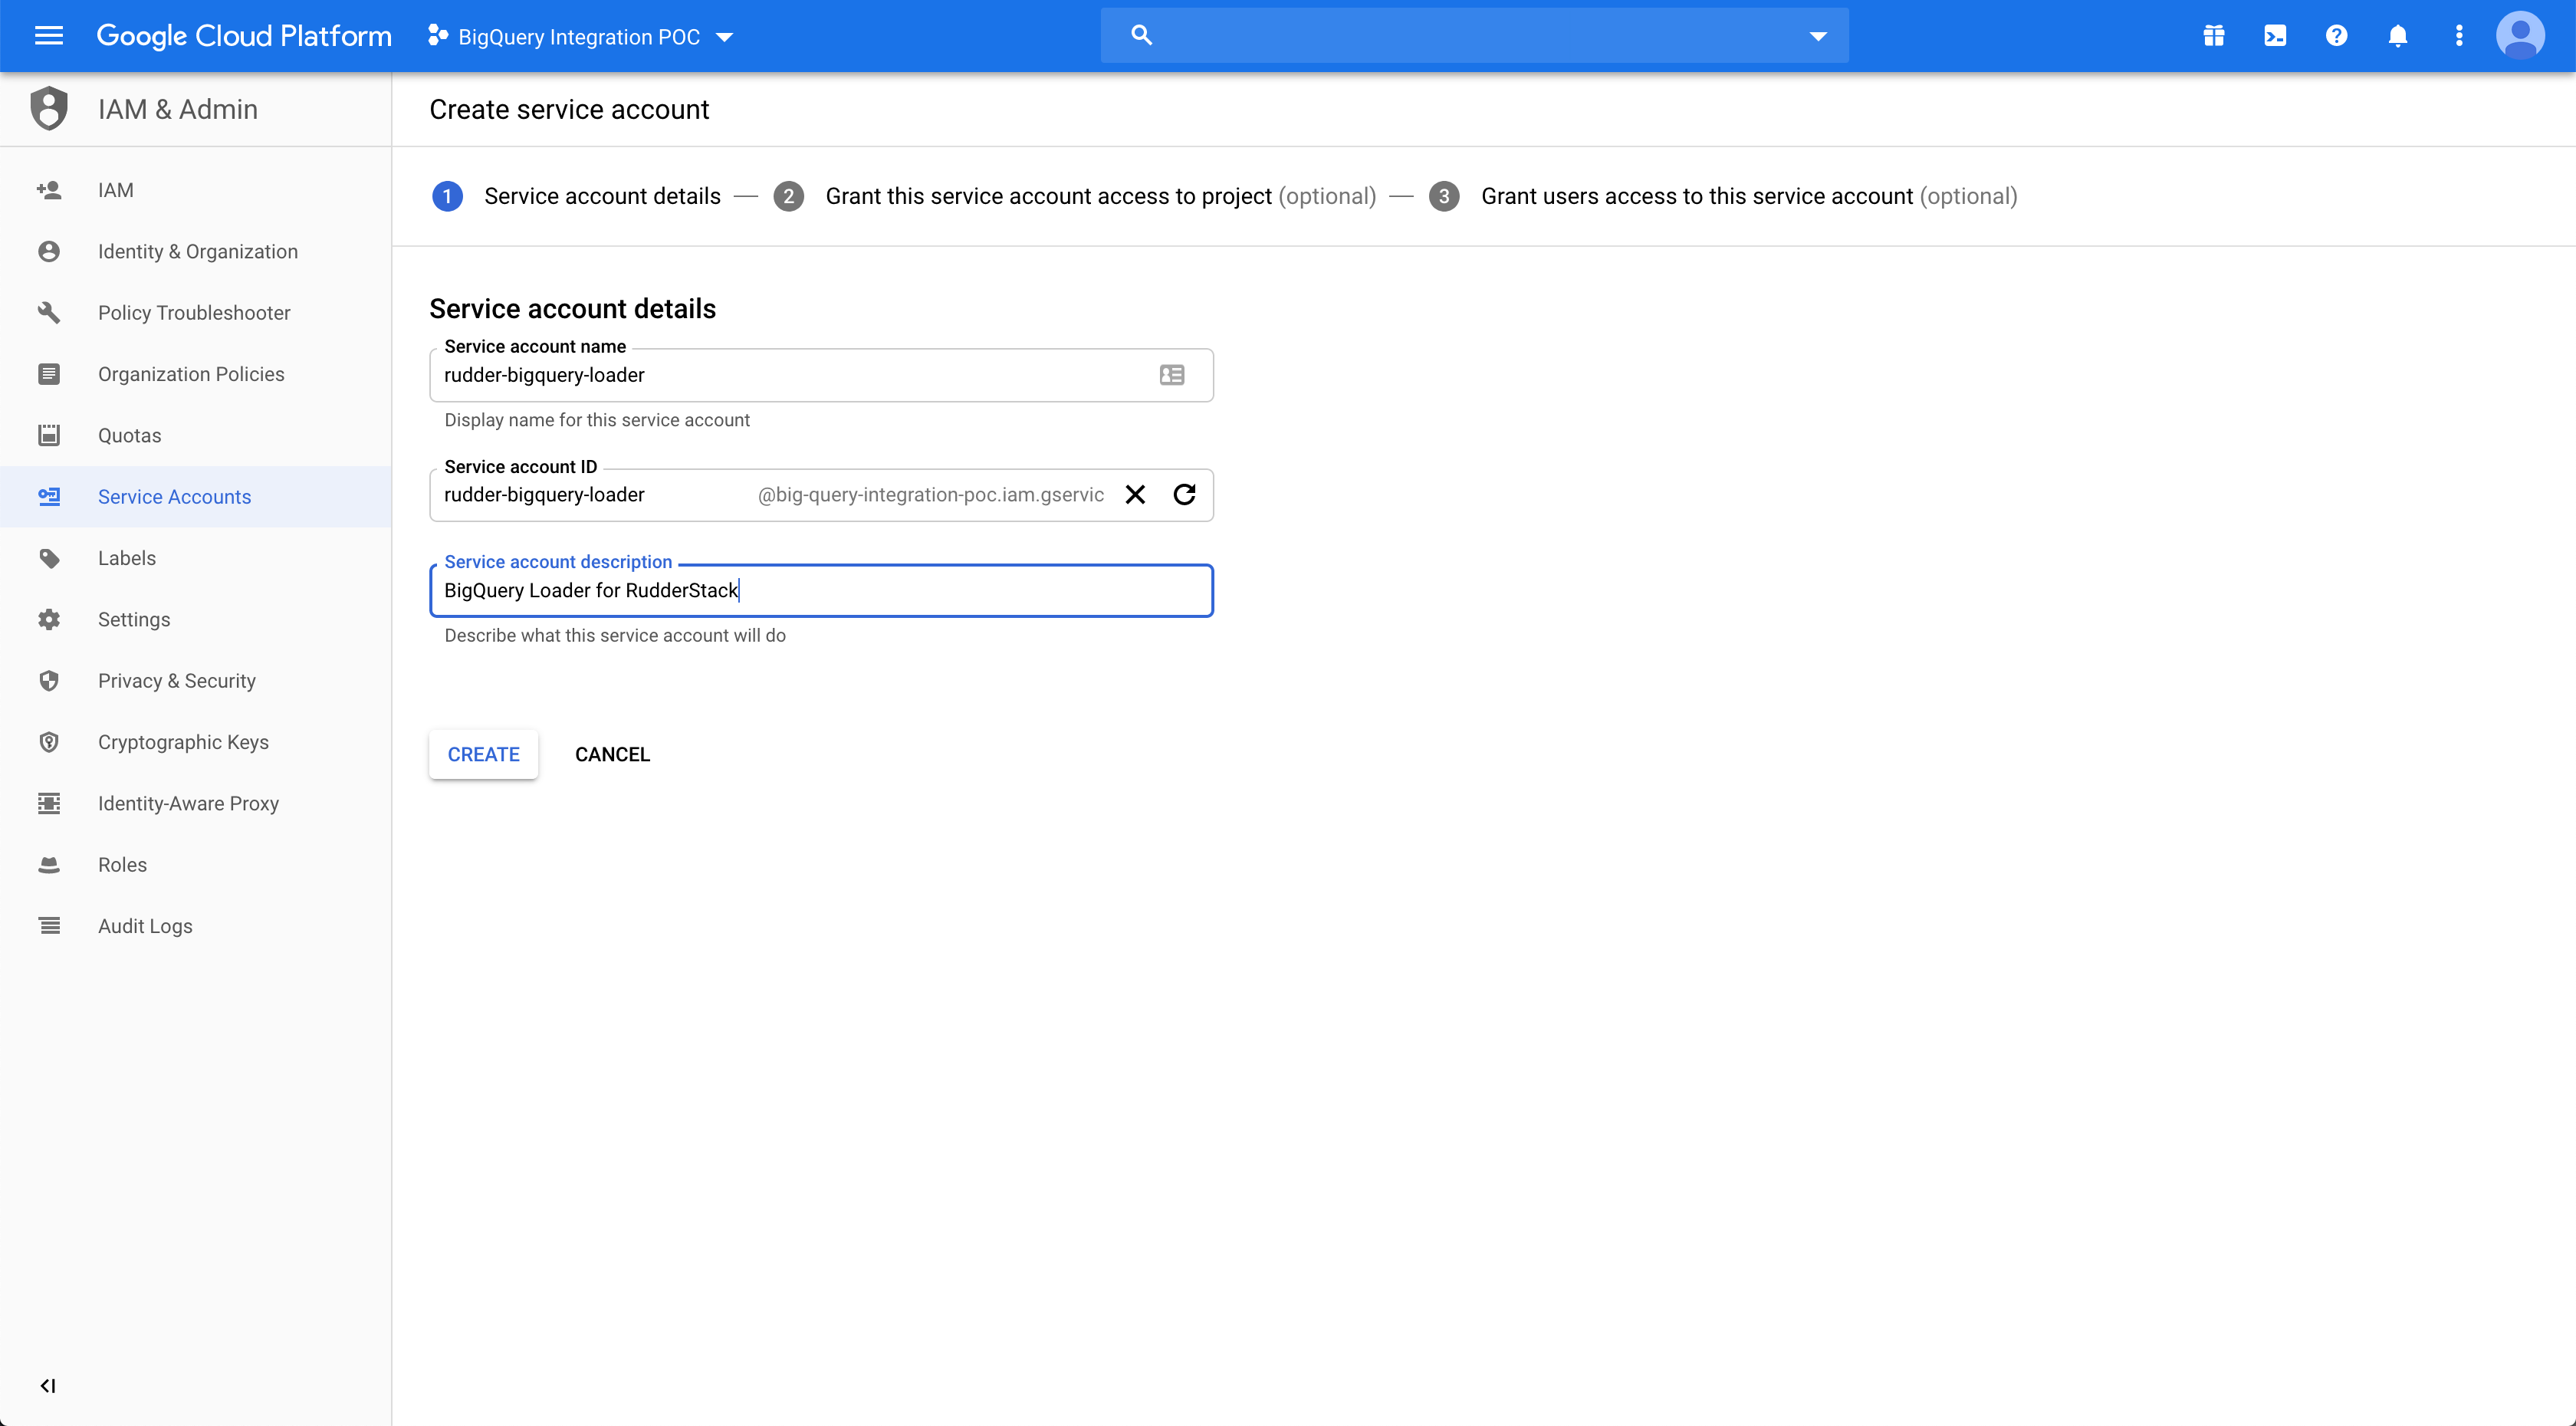 Google Cloud Platform
BigQuery Integration POC
IAM & Admin
IAM
Identity & Organization
Policy Troubleshooter
Organization Policies
Quotas
Service Accounts
Labels
Settings
Privacy & Security
Cryptographic Keys
Identity-Aware Proxy
Roles
Audit Logs
Create service account
1 Service account details — 2 Grant this service account access to project (optional) — 3 Grant users access to this service account (optional)
Service account details
Service account name
rudder-bigquery-loader
Display name for this service account
Service account ID
rudder-bigquery-loader @big-query-integration-poc.iam.gservic
Service account description
BigQuery Loader for RudderStack
Describe what this service account will do
CREATE CANCEL